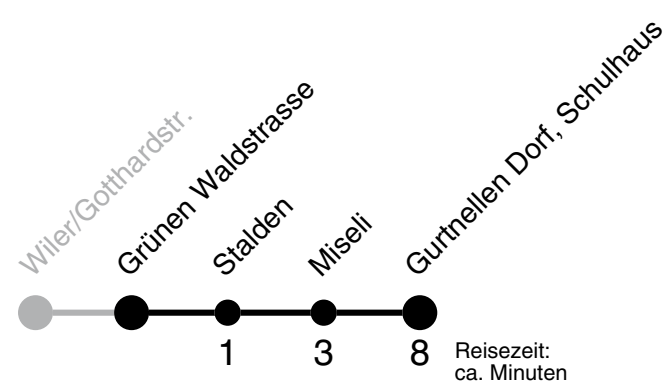 Wiler/Gotthardstr.
Grünen Waldstrasse
Stalden
Miseli
Gurtnellen Dorf, Schulhaus
1
3
8
Reisezeit:
ca. Minuten